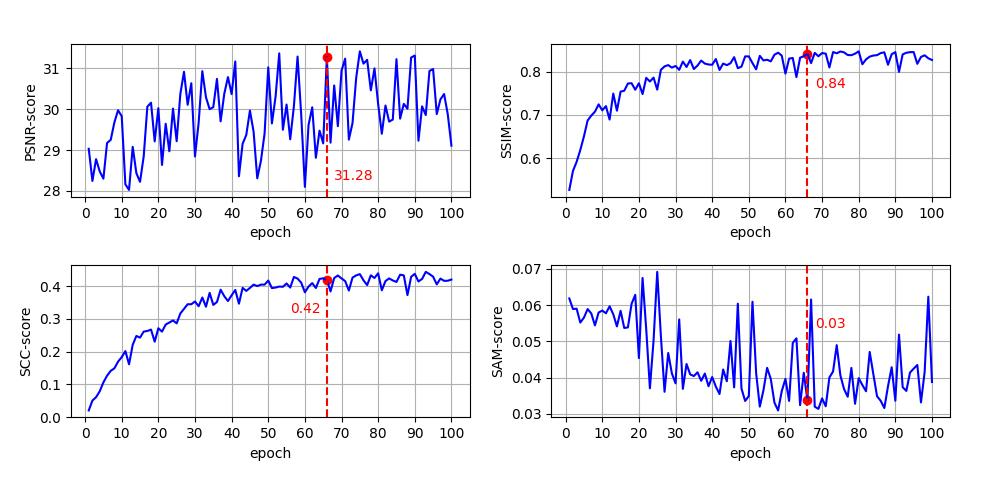 PSNR-score
31
30
29
28
31.28
0 10 20 30 40 50 60 70 80 90 100
epoch
SSIM-score
0.8
0.7
0.6
0.84
0 10 20 30 40 50 60 70 80 90 100
epoch
SCC-score
0.4
0.3
0.2
0.1
0.0
0.42
0 10 20 30 40 50 60 70 80 90 100
epoch
SAM-score
0.07
0.06
0.05
0.04
0.03
0.03
0 10 20 30 40 50 60 70 80 90 100
epoch